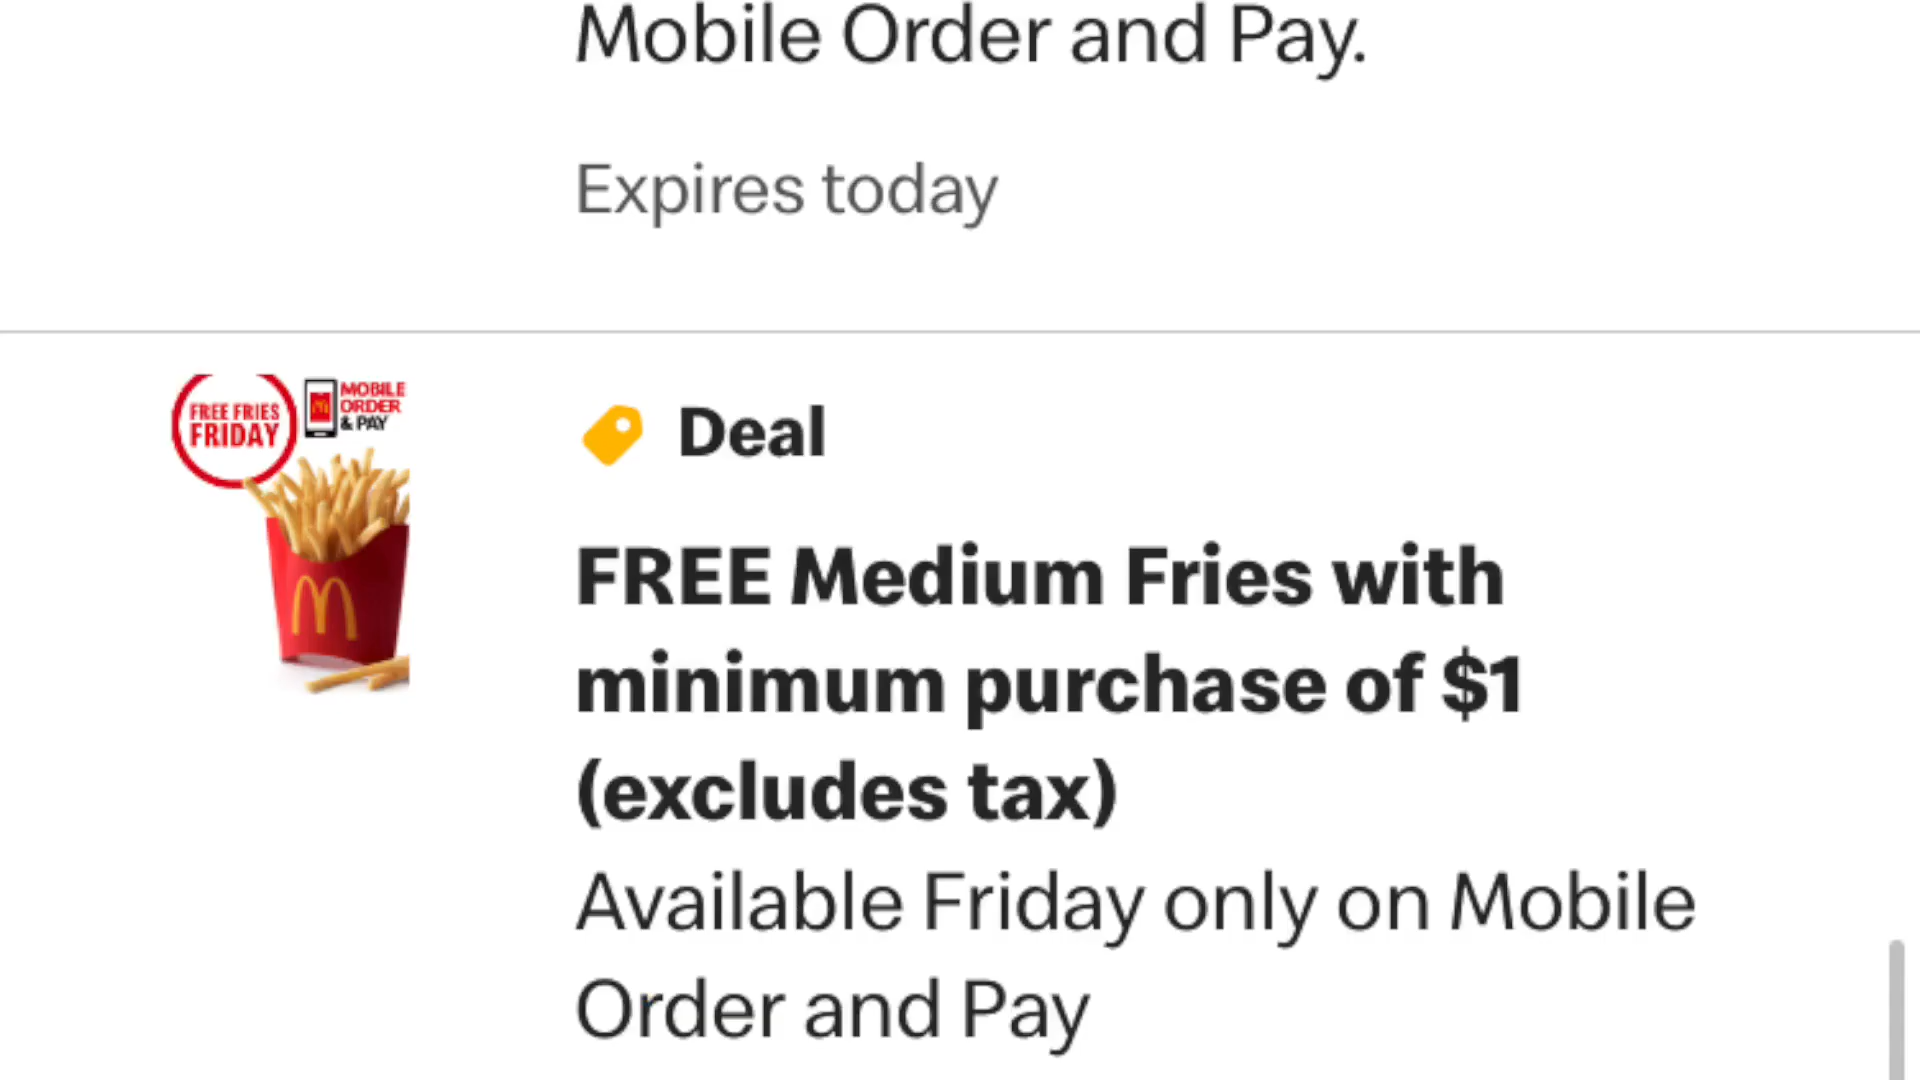 Mobile Order and Pay.
Expires today
FREE FRIES
FRIDAY
MOBILE
ORDER
& PAY
Deal
FREE Medium Fries with
minimum purchase of $1
(excludes tax)
Available Friday only on Mobile
Order and Pay